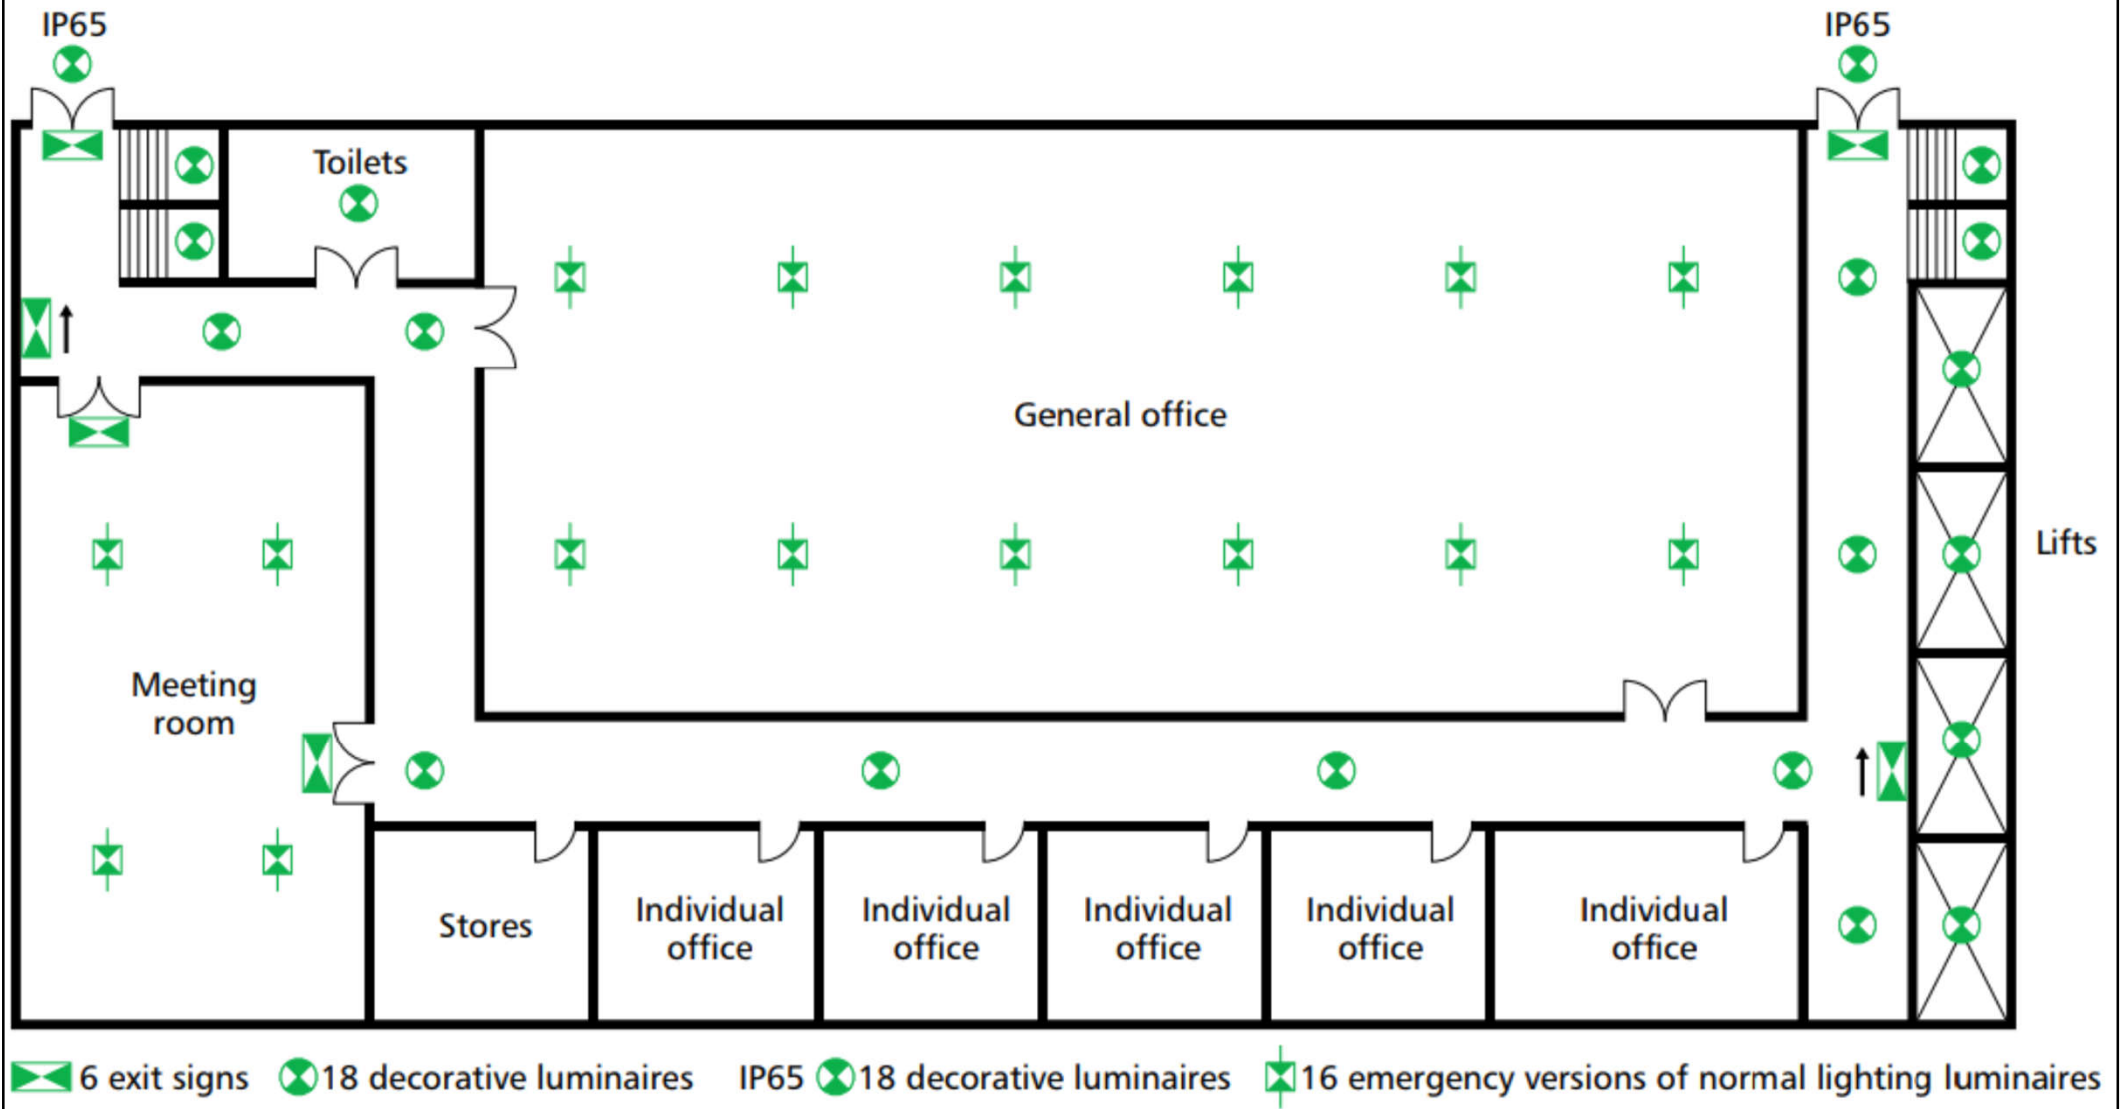 IP65
IP65
Toilets
General office
Lifts
Meeting
room
Stores
Individual
office
Individual
office
Individual
office
Individual
office
Individual
office
6 exit signs 18 decorative luminaires IP65 18 decorative luminaires 16 emergency versions of normal lighting luminaires